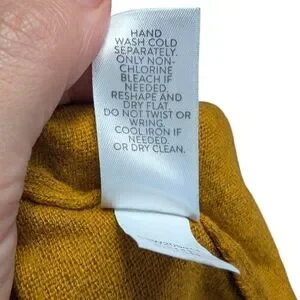 HAND
WASH COLD
SEPARATELY.
ONLY NON-
CHLORINE
BLEACH IF
NEEDED.
RESHAPE AND
DRY FLAT.
DO NOT TWIST OR
WRING.
COOL IRON IF
NEEDED.
OR DRY CLEAN.